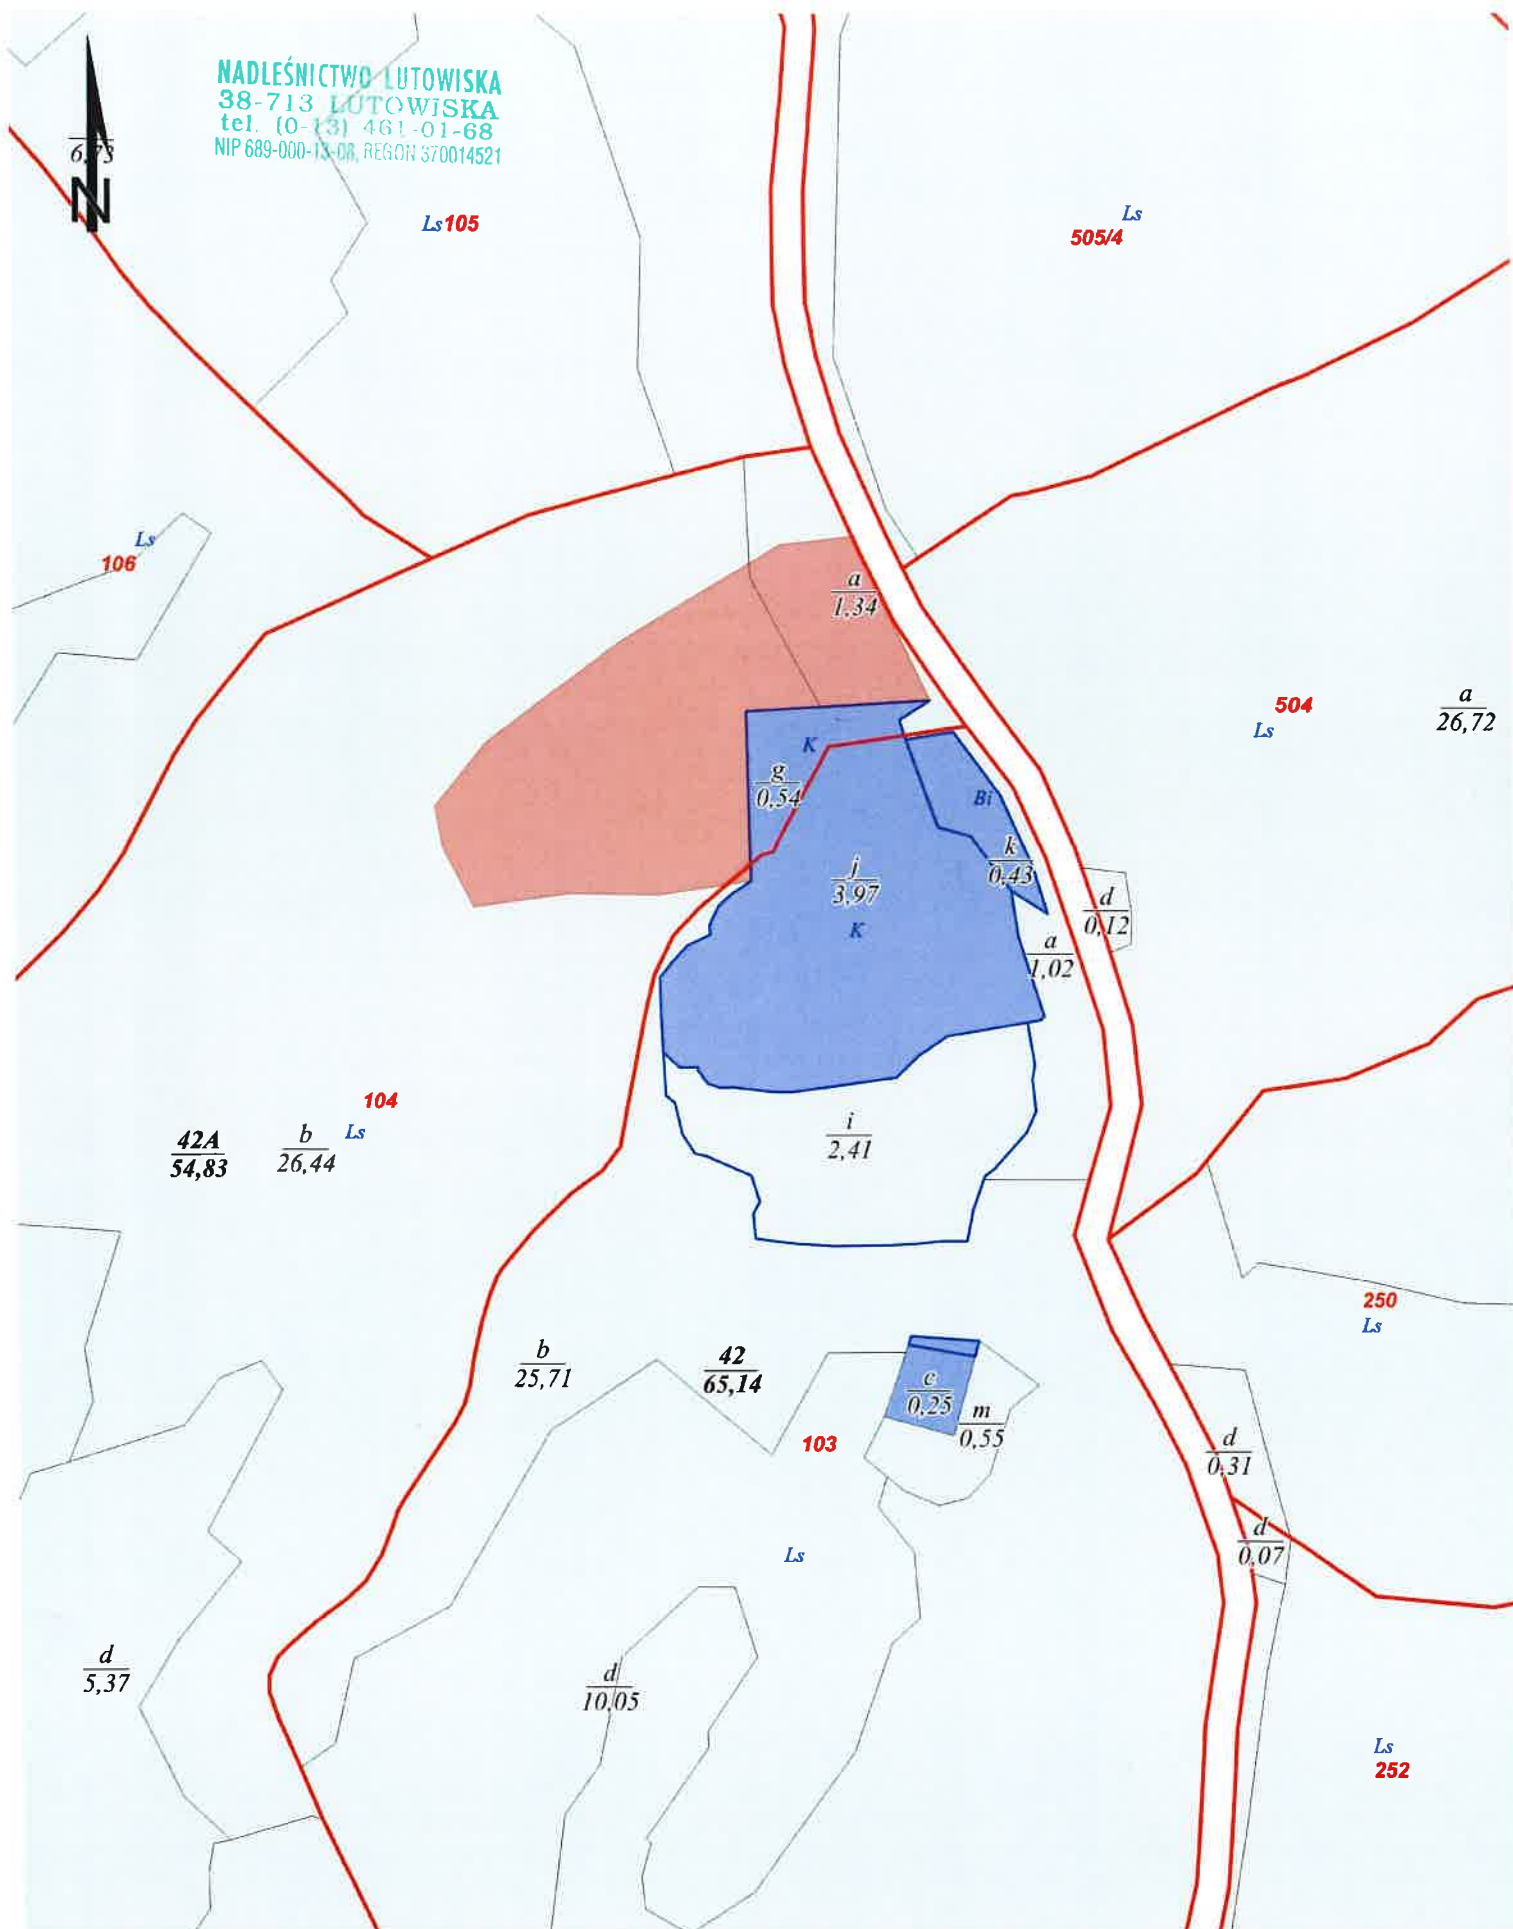 NADLEŚNICTWO LUTOWISKA
38-713 LUTOWISKA
tel. (0-13) 461-01-68
NIP 689-000-13-08, REGON 370014521
6,73
N
Ls 105
Ls
505/4
Ls
106
a
1,34
504
Ls
a
26,72
K
g
0,54
Bi
k
0,43
j
3,97
K
d
0,12
a
1,02
104
Ls
42A
54,83
b
26,44
i
2,41
250
Ls
b
25,71
42
65,14
c
0,25
m
0,55
103
d
0,31
d
0,07
Ls
d
5,37
d
10,05
Ls
252